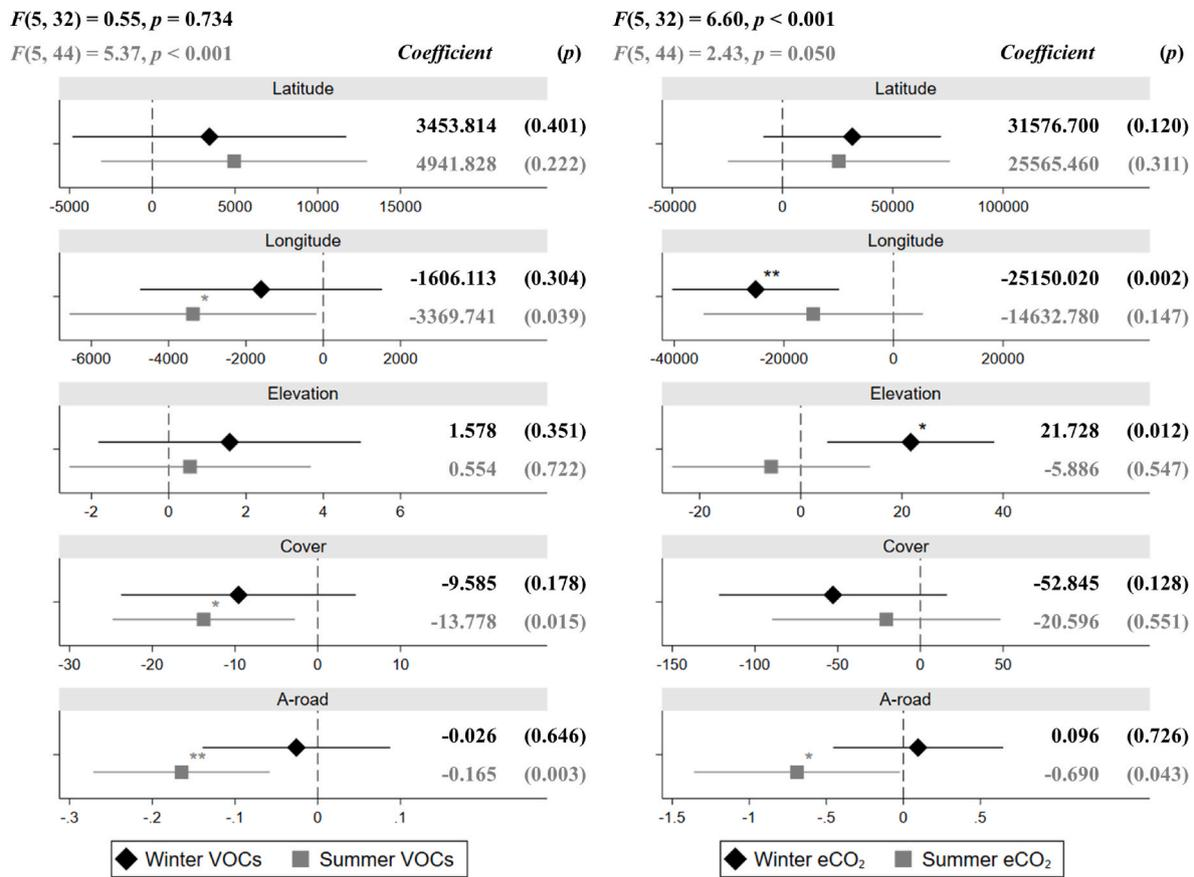 F(5, 32) = 0.55, p = 0.734
F(5, 44) = 5.37, p < 0.001 Coefficient (p)
Latitude
3453.814 (0.401)
4941.828 (0.222)
-5000 0 5000 10000 15000
Longitude
-1606.113 (0.304)
*
-3369.741 (0.039)
-6000 -4000 -2000 0 2000
Elevation
1.578 (0.351)
0.554 (0.722)
-2 0 2 4 6
Cover
-9.585 (0.178)
*
-13.778 (0.015)
-30 -20 -10 0 10
A-road
-0.026 (0.646)
**
-0.165 (0.003)
-.3 -.2 -.1 0 .1
Winter VOCs Summer VOCs
F(5, 32) = 6.60, p < 0.001
F(5, 44) = 2.43, p = 0.050 Coefficient (p)
Latitude
31576.700 (0.120)
25565.460 (0.311)
-50000 0 50000 100000
Longitude
** -25150.020 (0.002)
-14632.780 (0.147)
-40000 -20000 0 20000
Elevation
* 21.728 (0.012)
-5.886 (0.547)
-20 0 20 40
Cover
-52.845 (0.128)
-20.596 (0.551)
-150 -100 -50 0 50
A-road
0.096 (0.726)
*
-0.690 (0.043)
-1.5 -1 -.5 0 .5
Winter eCO₂ Summer eCO₂